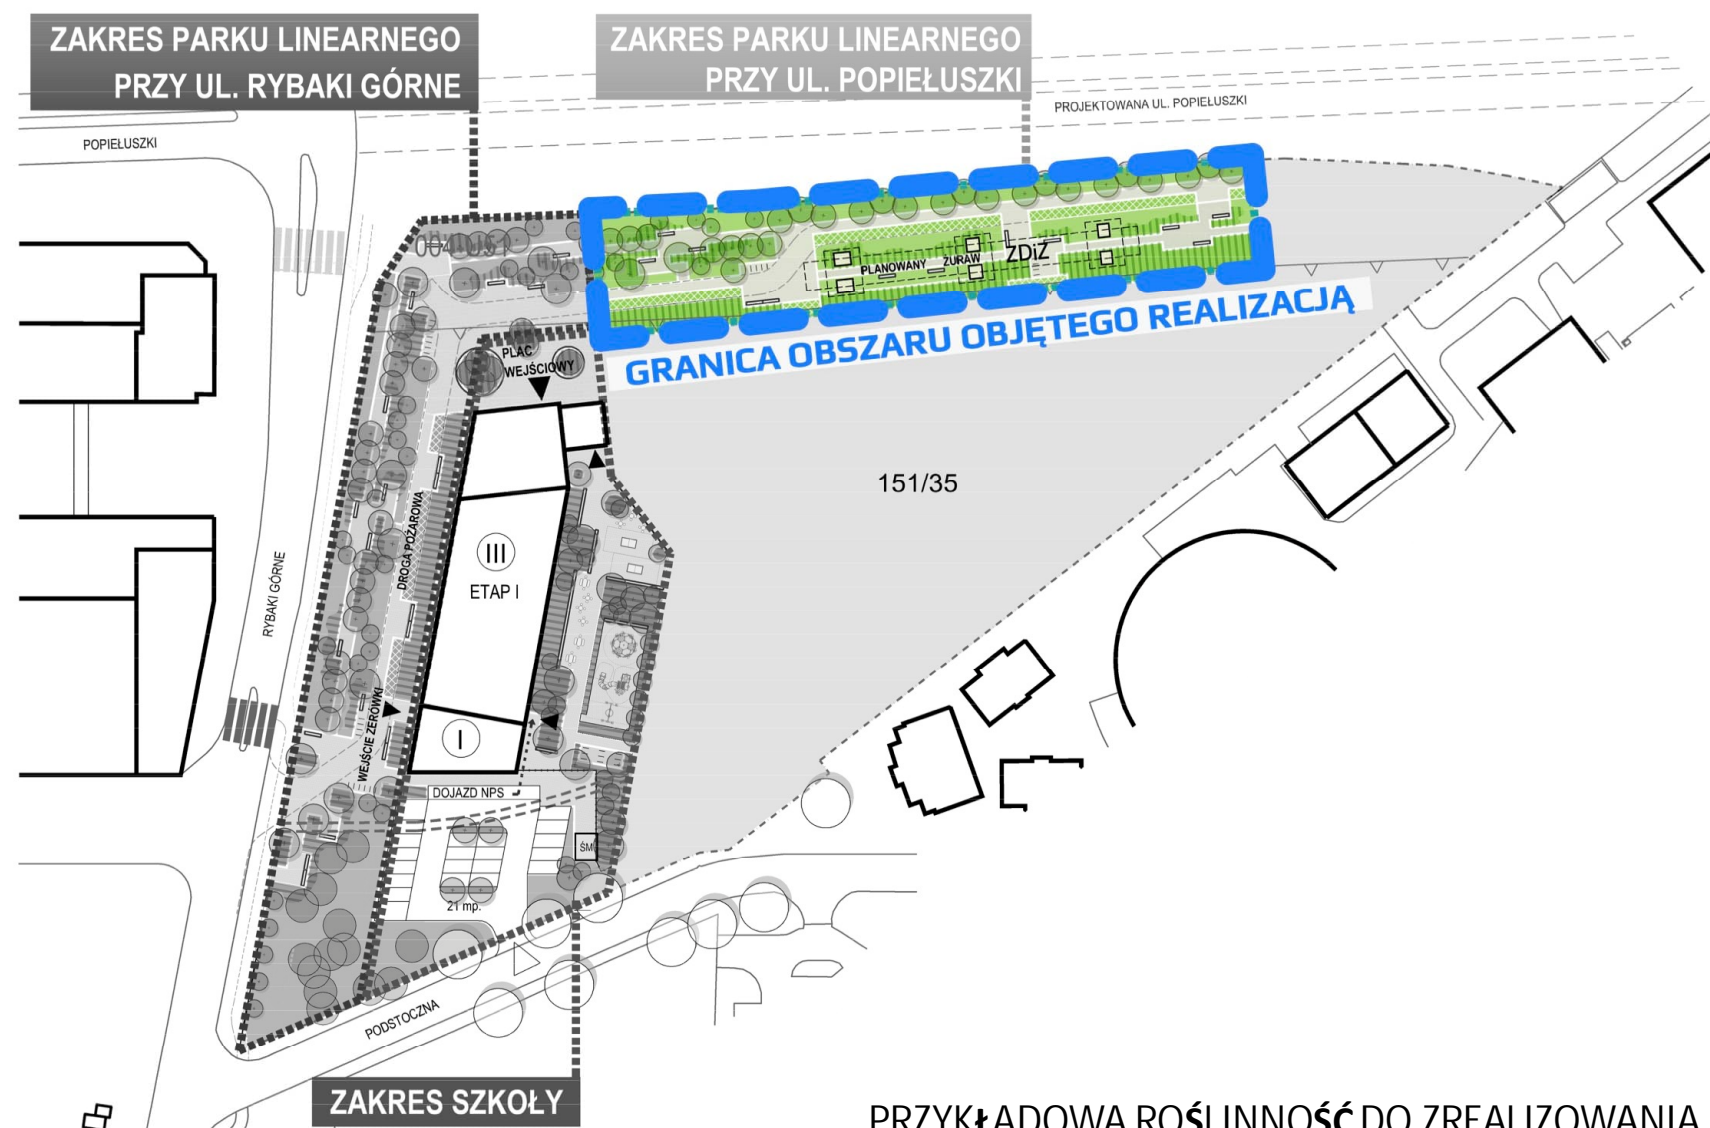 ZAKRES PARKU LINEARNEGO
PRZY UL. RYBAKI GÓRNE
ZAKRES PARKU LINEARNEGO
PRZY UL. POPIEŁUSZKI
PROJEKTOWANA UL. POPIEŁUSZKI
POPIEŁUSZKI
PLANOWANY ŻURAW
ZDiZ
GRANICA OBSZARU OBJĘTEGO REALIZACJĄ
PLAC
WEJŚCIOWY
151/35
DROGA POŻAROWA
III
ETAP I
RYBAKI GÓRNE
WEJŚCIE ZERÓWKI
I
DOJAZD NPS
ŚM
21 mp.
PODSTOCZNA
ZAKRES SZKOŁY
PRZYKŁADOWA ROŚLINNOŚĆ DO ZREALIZOWANIA